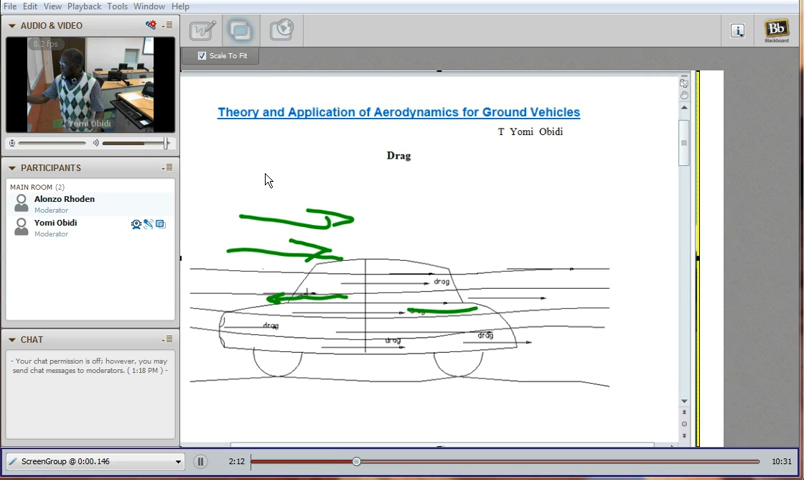 File Edit View Playback Tools Window Help
AUDIO & VIDEO
Bb
Blackboard
Scale To Fit
Yomi Obidi
Theory and Application of Aerodynamics for Ground Vehicles
T Yomi Obidi
Drag
PARTICIPANTS
MAIN ROOM (2)
Alonzo Rhoden
Moderator
Yomi Obidi
Moderator
drag
drag
drag
drag
CHAT
- Your chat permission is off; however, you may
send chat messages to moderators. ( 1:18 PM ) -
ScreenGroup @ 0:00.146
2:12
10:31